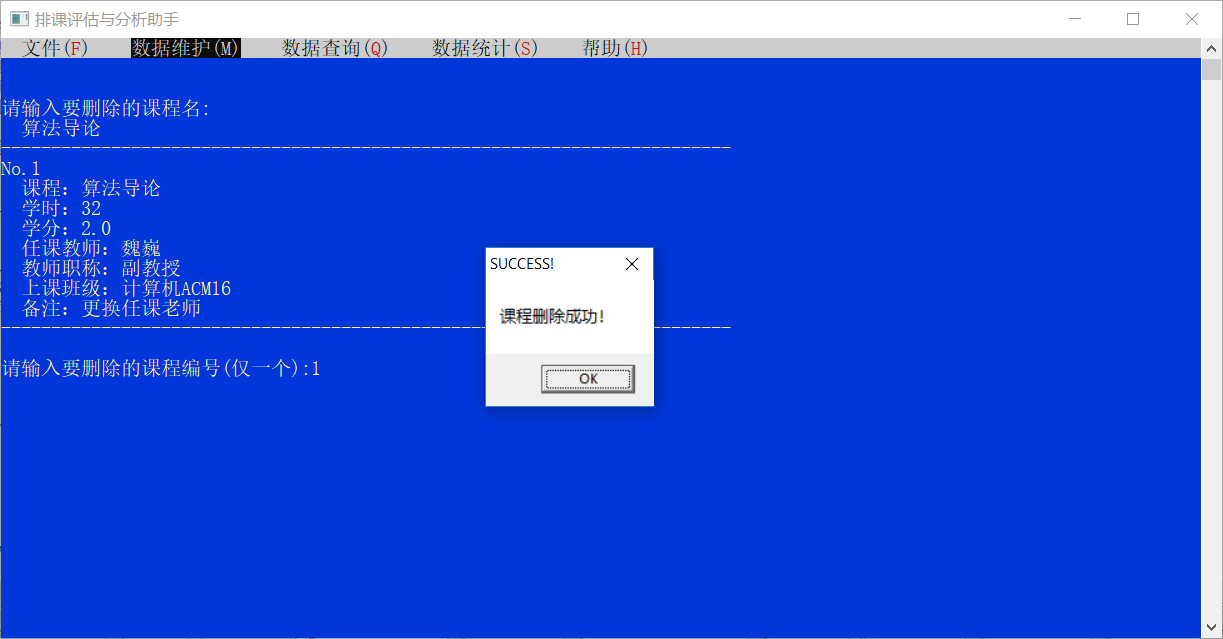 排课评估与分析助手
文件(F) 数据维护(M) 数据查询(Q) 数据统计(S) 帮助(H)
请输入要删除的课程名:
算法导论
-------------------------------------------------------------------------
No.1
课程: 算法导论
学时: 32
学分: 2.0
任课教师: 魏巍
教师职称: 副教授
上课班级: 计算机ACM16
备注: 更换任课老师
-------------------------------------------------------------------------
请输入要删除的课程编号(仅一个):1
SUCCESS!
课程删除成功!
OK